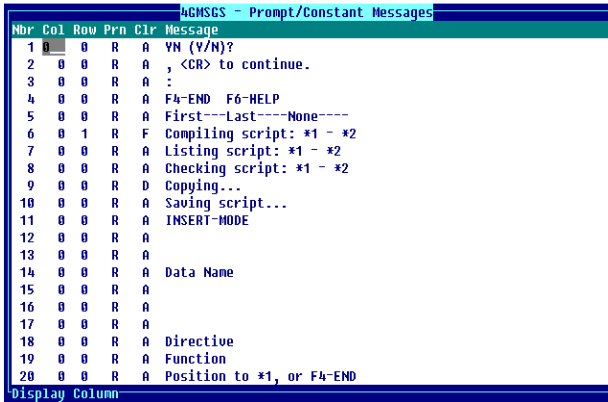 4GMSGS - Prompt/Constant Messages
Nbr Col Row Prn Clr Message
1 0 0 R A YN (Y/N)?
2 0 0 R A , <CR> to continue.
3 0 0 R A :
4 0 0 R A F4-END F6-HELP
5 0 0 R A First---Last----None----
6 0 1 R F Compiling script: *1 - *2
7 0 0 R A Listing script: *1 - *2
8 0 0 R A Checking script: *1 - *2
9 0 0 R D Copying...
10 0 0 R A Saving script...
11 0 0 R A INSERT-MODE
12 0 0 R A
13 0 0 R A
14 0 0 R A Data Name
15 0 0 R A
16 0 0 R A
17 0 0 R A
18 0 0 R A Directive
19 0 0 R A Function
20 0 0 R A Position to *1, or F4-END
Display Column